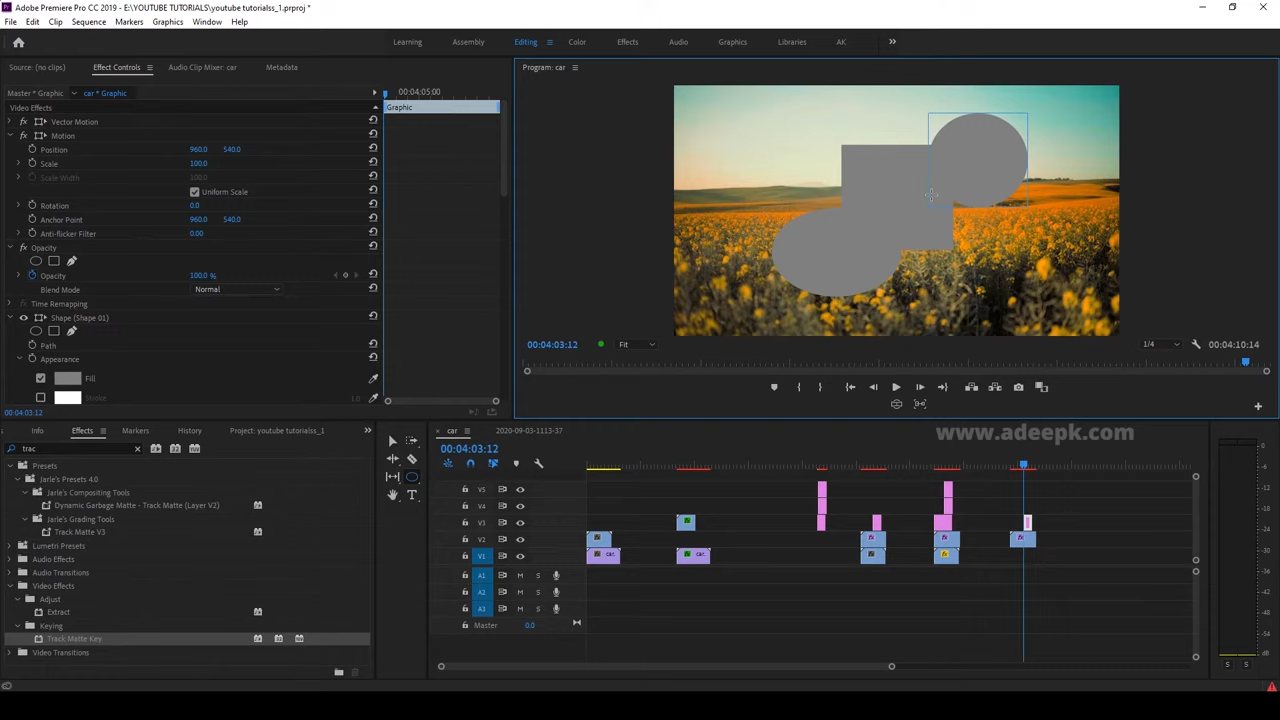 Adobe Premiere Pro CC 2019 - E:\YOUTUBE TUTORIALS\youtube tutorialss_1.prproj *
File Edit Clip Sequence Markers Graphics Window Help
Learning Assembly Editing Color Effects Audio Graphics Libraries AK
Source: (no clips) Effect Controls Audio Clip Mixer: car Metadata
Program: car
Master * Graphic car * Graphic 00:04:05:00
Video Effects Graphic
fx Vector Motion
fx Motion
Position 960.0 540.0
Scale 100.0
Scale Width 100.0
Uniform Scale
Rotation 0.0
Anchor Point 960.0 540.0
Anti-flicker Filter 0.00
fx Opacity
Opacity 100.0 %
Blend Mode Normal
Time Remapping
Shape (Shape 01)
Path
Appearance
Fill
Stroke 1.0
00:04:03:12
00:04:03:12 Fit 1/4 00:04:10:14
Info Effects Markers History Project: youtube tutorialss_1
trac
Presets
Jarle's Presets 4.0
Jarle's Compositing Tools
Dynamic Garbage Matte - Track Matte (Layer V2)
Jarle's Grading Tools
Track Matte V3
Lumetri Presets
Audio Effects
Audio Transitions
Video Effects
Adjust
Extract
Keying
Track Matte Key
Video Transitions
car 2020-09-03-1113-37
www.adeepk.com
00:04:03:12
V5
V4
V3
V2
V1
A1 M S
A2 M S
A3 M S
Master 0.0
S S